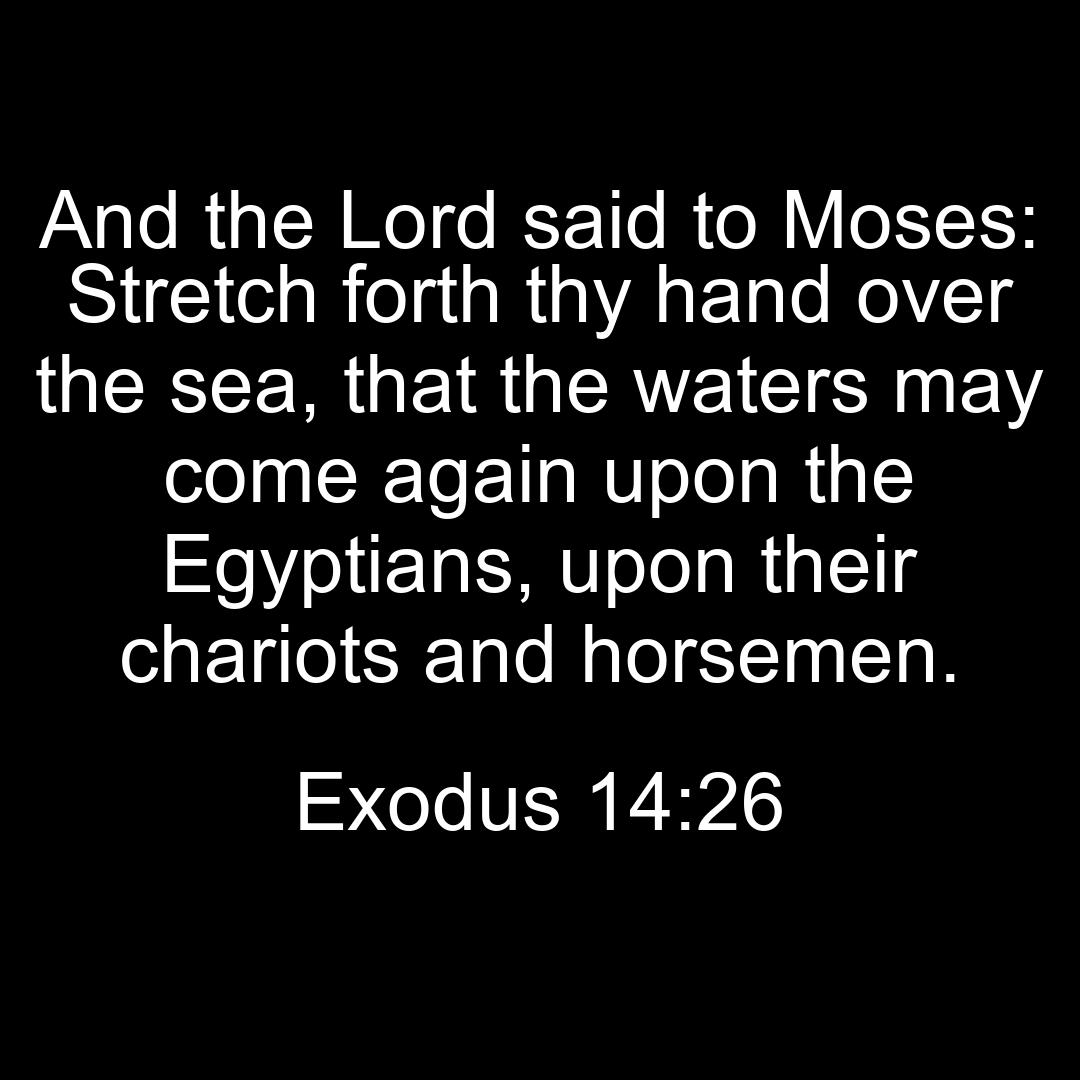 And the Lord said to Moses:
Stretch forth thy hand over
the sea, that the waters may
come again upon the
Egyptians, upon their
chariots and horsemen.
Exodus 14:26